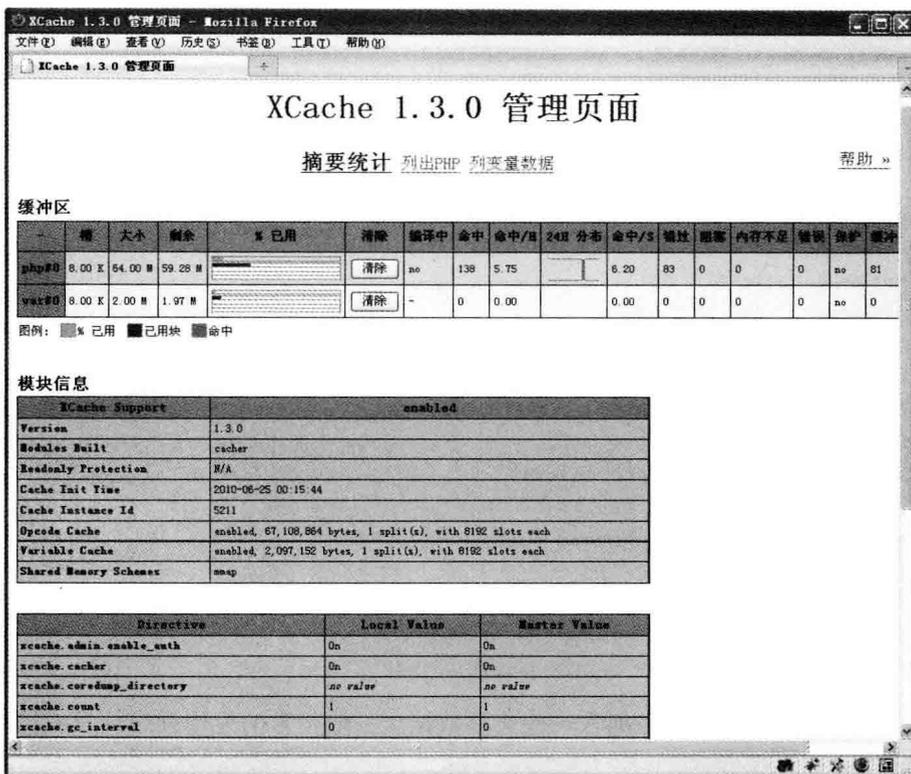 XCache 1.3.0 管理页面 - Mozilla Firefox
文件(F) 编辑(E) 查看(V) 历史(S) 书签(B) 工具(T) 帮助(H)
XCache 1.3.0 管理页面
XCache 1.3.0 管理页面
摘要统计 列出PHP 列变量数据 帮助 »
缓冲区
- 槽 大小 剩余 % 已用 清除 编译中 命中 命中/H 24H 分布 命中/S 错过 阻塞 内存不足 错误 保护 缓冲
php#0 8.00 K 64.00 M 59.28 M 清除 no 138 5.75 6.20 83 0 0 0 no 81
var#0 8.00 K 2.00 M 1.97 M 清除 - 0 0.00 0.00 0 0 0 0 no 0
图例: % 已用 已用块 命中
模块信息
XCache Support enabled
Version 1.3.0
Modules Built cacher
Readonly Protection N/A
Cache Init Time 2010-06-25 00:15:44
Cache Instance Id 5211
Opcode Cache enabled, 67,108,864 bytes, 1 split(s), with 8192 slots each
Variable Cache enabled, 2,097,152 bytes, 1 split(s), with 8192 slots each
Shared Memory Schemes mmap
Directive Local Value Master Value
xcache.admin.enable_auth On On
xcache.cacher On On
xcache.coredump_directory no value no value
xcache.count 1 1
xcache.gc_interval 0 0